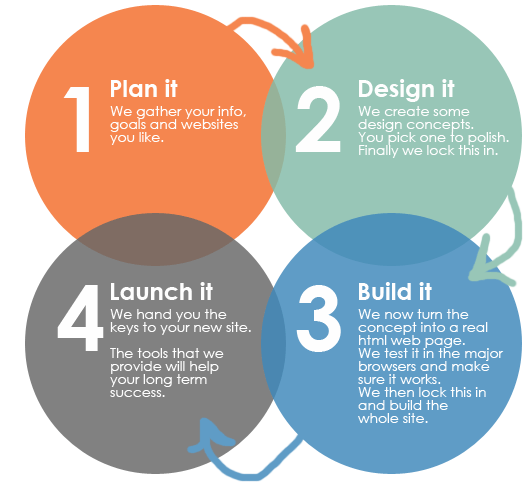 1
Plan it
We gather your info,
goals and websites
you like.
2
Design it
We create some
design concepts.
You pick one to polish.
Finally we lock this in.
3
Build it
We now turn the
concept into a real
html web page.
We test it in the major
browsers and make
sure it works.
We then lock this in
and build the
whole site.
4
Launch it
We hand you the
keys to your new site.
The tools that we
provide will help
your long term
success.